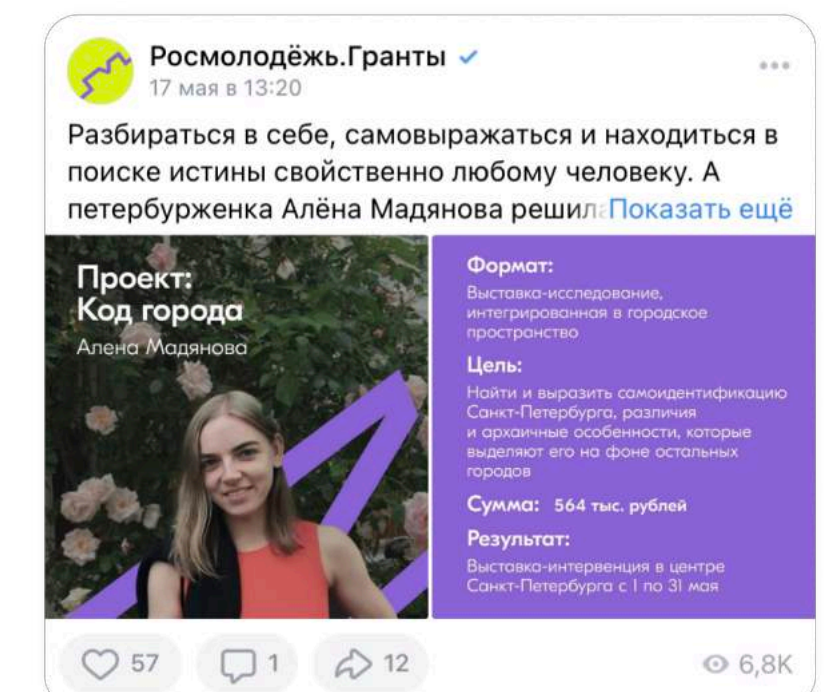 Росмолодёжь.Гранты
17 мая в 13:20
Разбираться в себе, самовыражаться и находиться в
поиске истины свойственно любому человеку. А
петербурженка Алёна Мадянова решила Показать ещё
Проект:
Код города
Алена Мадянова
Формат:
Выставка-исследование,
интегрированная в городское
пространство
Цель:
Найти и выразить самоидентификацию
Санкт-Петербурга, различия
и архаичные особенности, которые
выделяют его на фоне остальных
городов
Сумма: 564 тыс. рублей
Результат:
Выставка-интервенция в центре
Санкт-Петербурга с 1 по 31 мая
57
1
12
6,8K